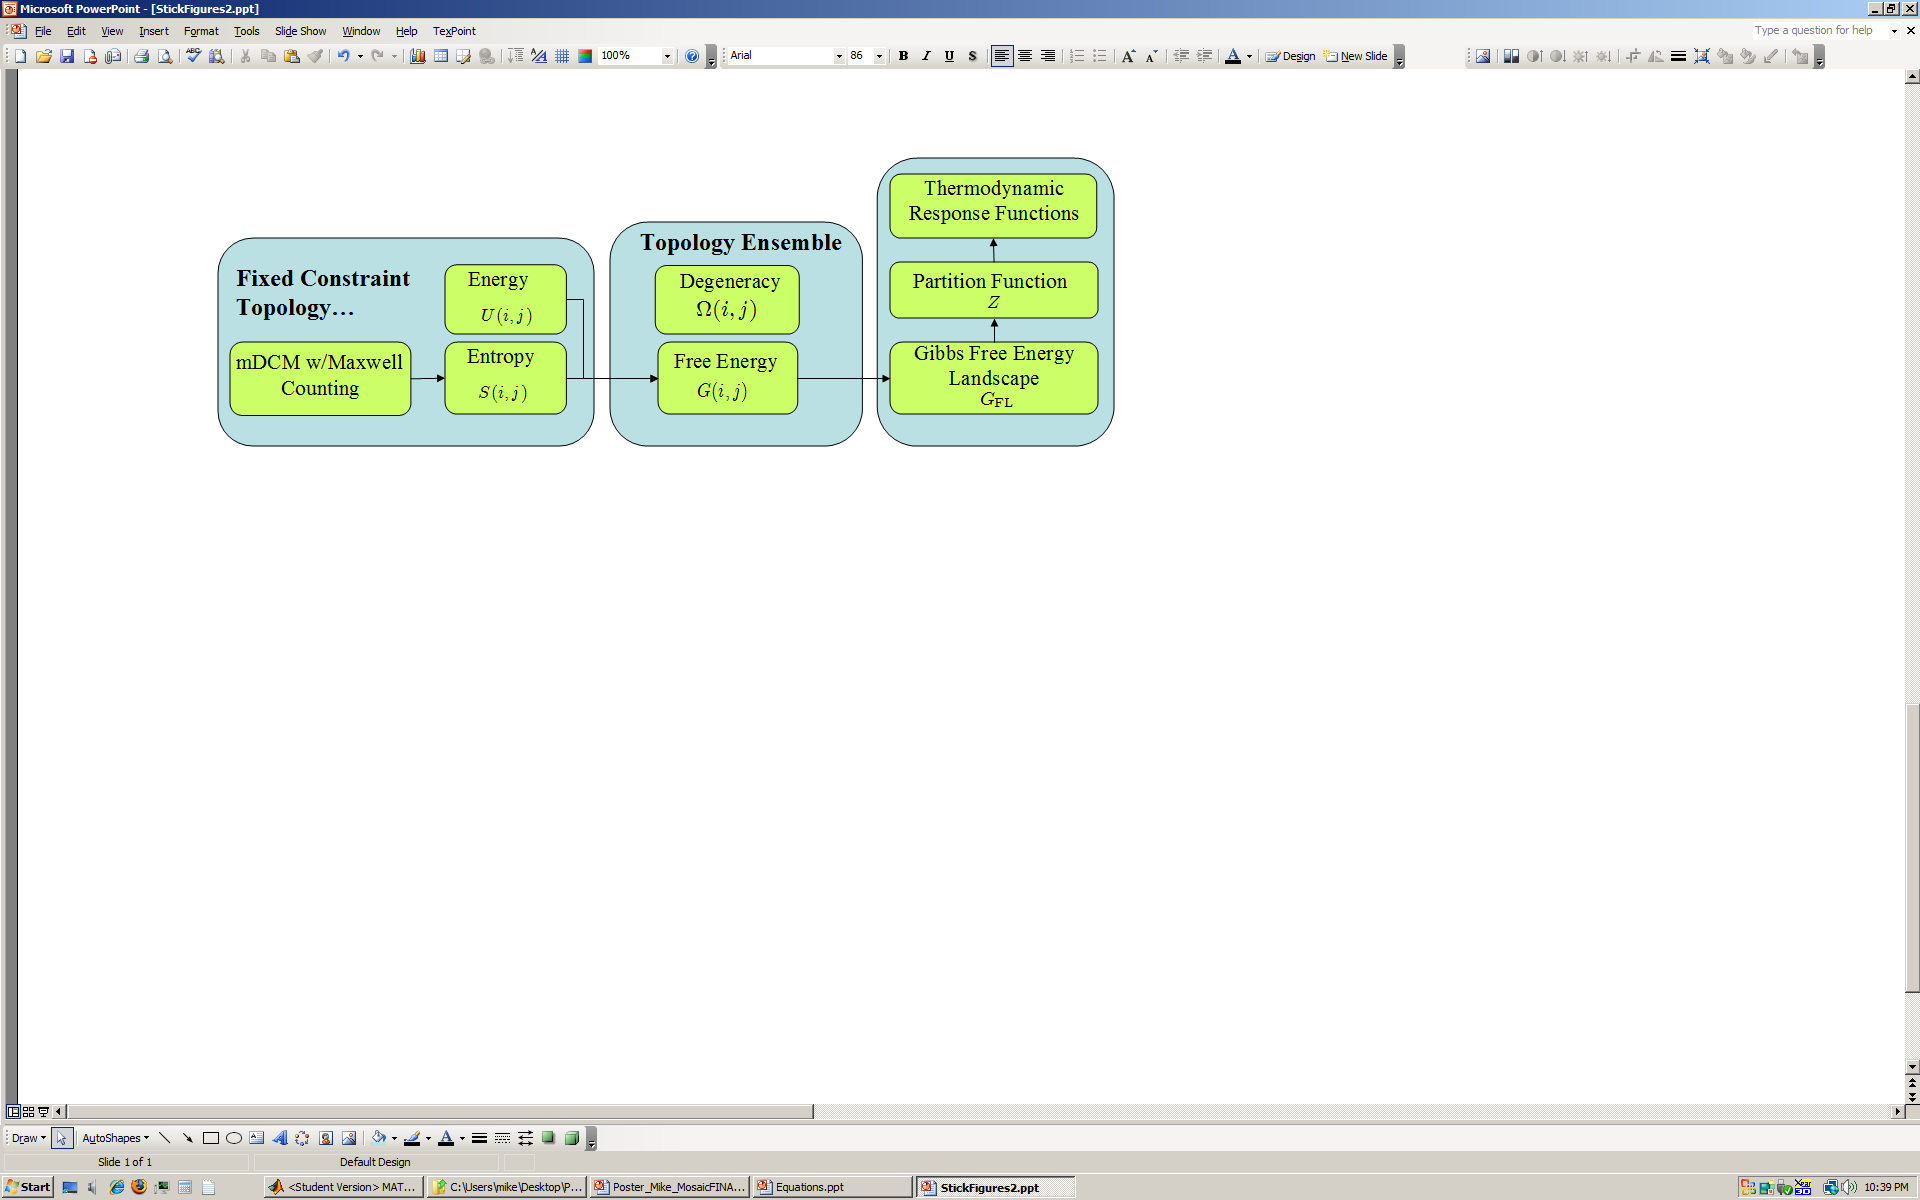 Microsoft PowerPoint - [StickFigures2.ppt]
File Edit View Insert Format Tools Slide Show Window Help TexPoint
Type a question for help
100%
Arial
86
Design
New Slide
Thermodynamic
Response Functions
Partition Function
Z
Gibbs Free Energy
Landscape
G_FL
Topology Ensemble
Degeneracy
Ω(i, j)
Free Energy
G(i, j)
Fixed Constraint
Topology…
Energy
U(i, j)
mDCM w/Maxwell
Counting
Entropy
S(i, j)
Draw AutoShapes
Slide 1 of 1
Default Design
Start
<Student Version> MAT...
C:\Users\mike\Desktop\P...
Poster_Mike_MosaicFINA...
Equations.ppt
StickFigures2.ppt
10:39 PM